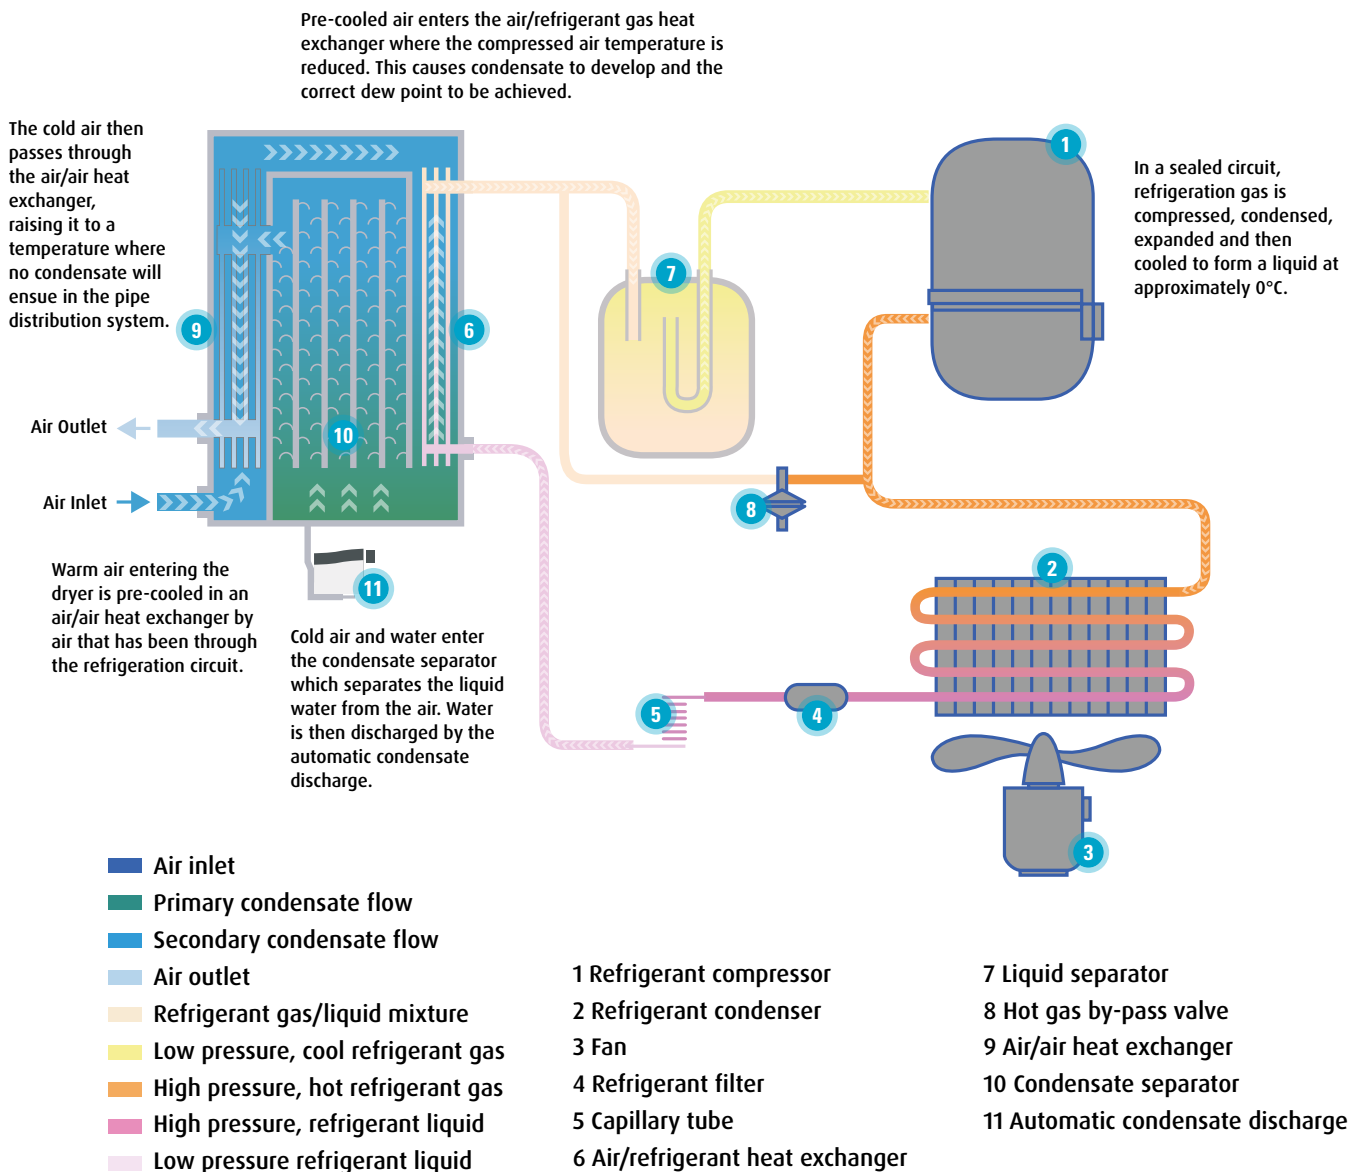 Pre-cooled air enters the air/refrigerant gas heat
exchanger where the compressed air temperature is
reduced. This causes condensate to develop and the
correct dew point to be achieved.
The cold air then
passes through
the air/air heat
exchanger,
raising it to a
temperature where
no condensate will
ensue in the pipe
distribution system.
In a sealed circuit,
refrigeration gas is
compressed, condensed,
expanded and then
cooled to form a liquid at
approximately 0°C.
1
7
9
6
10
Air Outlet
Air Inlet
8
2
11
Warm air entering the
dryer is pre-cooled in an
air/air heat exchanger by
air that has been through
the refrigeration circuit.
Cold air and water enter
the condensate separator
which separates the liquid
water from the air. Water
is then discharged by the
automatic condensate
discharge.
5
4
3
Air inlet
Primary condensate flow
Secondary condensate flow
Air outlet
Refrigerant gas/liquid mixture
Low pressure, cool refrigerant gas
High pressure, hot refrigerant gas
High pressure, refrigerant liquid
Low pressure refrigerant liquid
1 Refrigerant compressor
2 Refrigerant condenser
3 Fan
4 Refrigerant filter
5 Capillary tube
6 Air/refrigerant heat exchanger
7 Liquid separator
8 Hot gas by-pass valve
9 Air/air heat exchanger
10 Condensate separator
11 Automatic condensate discharge